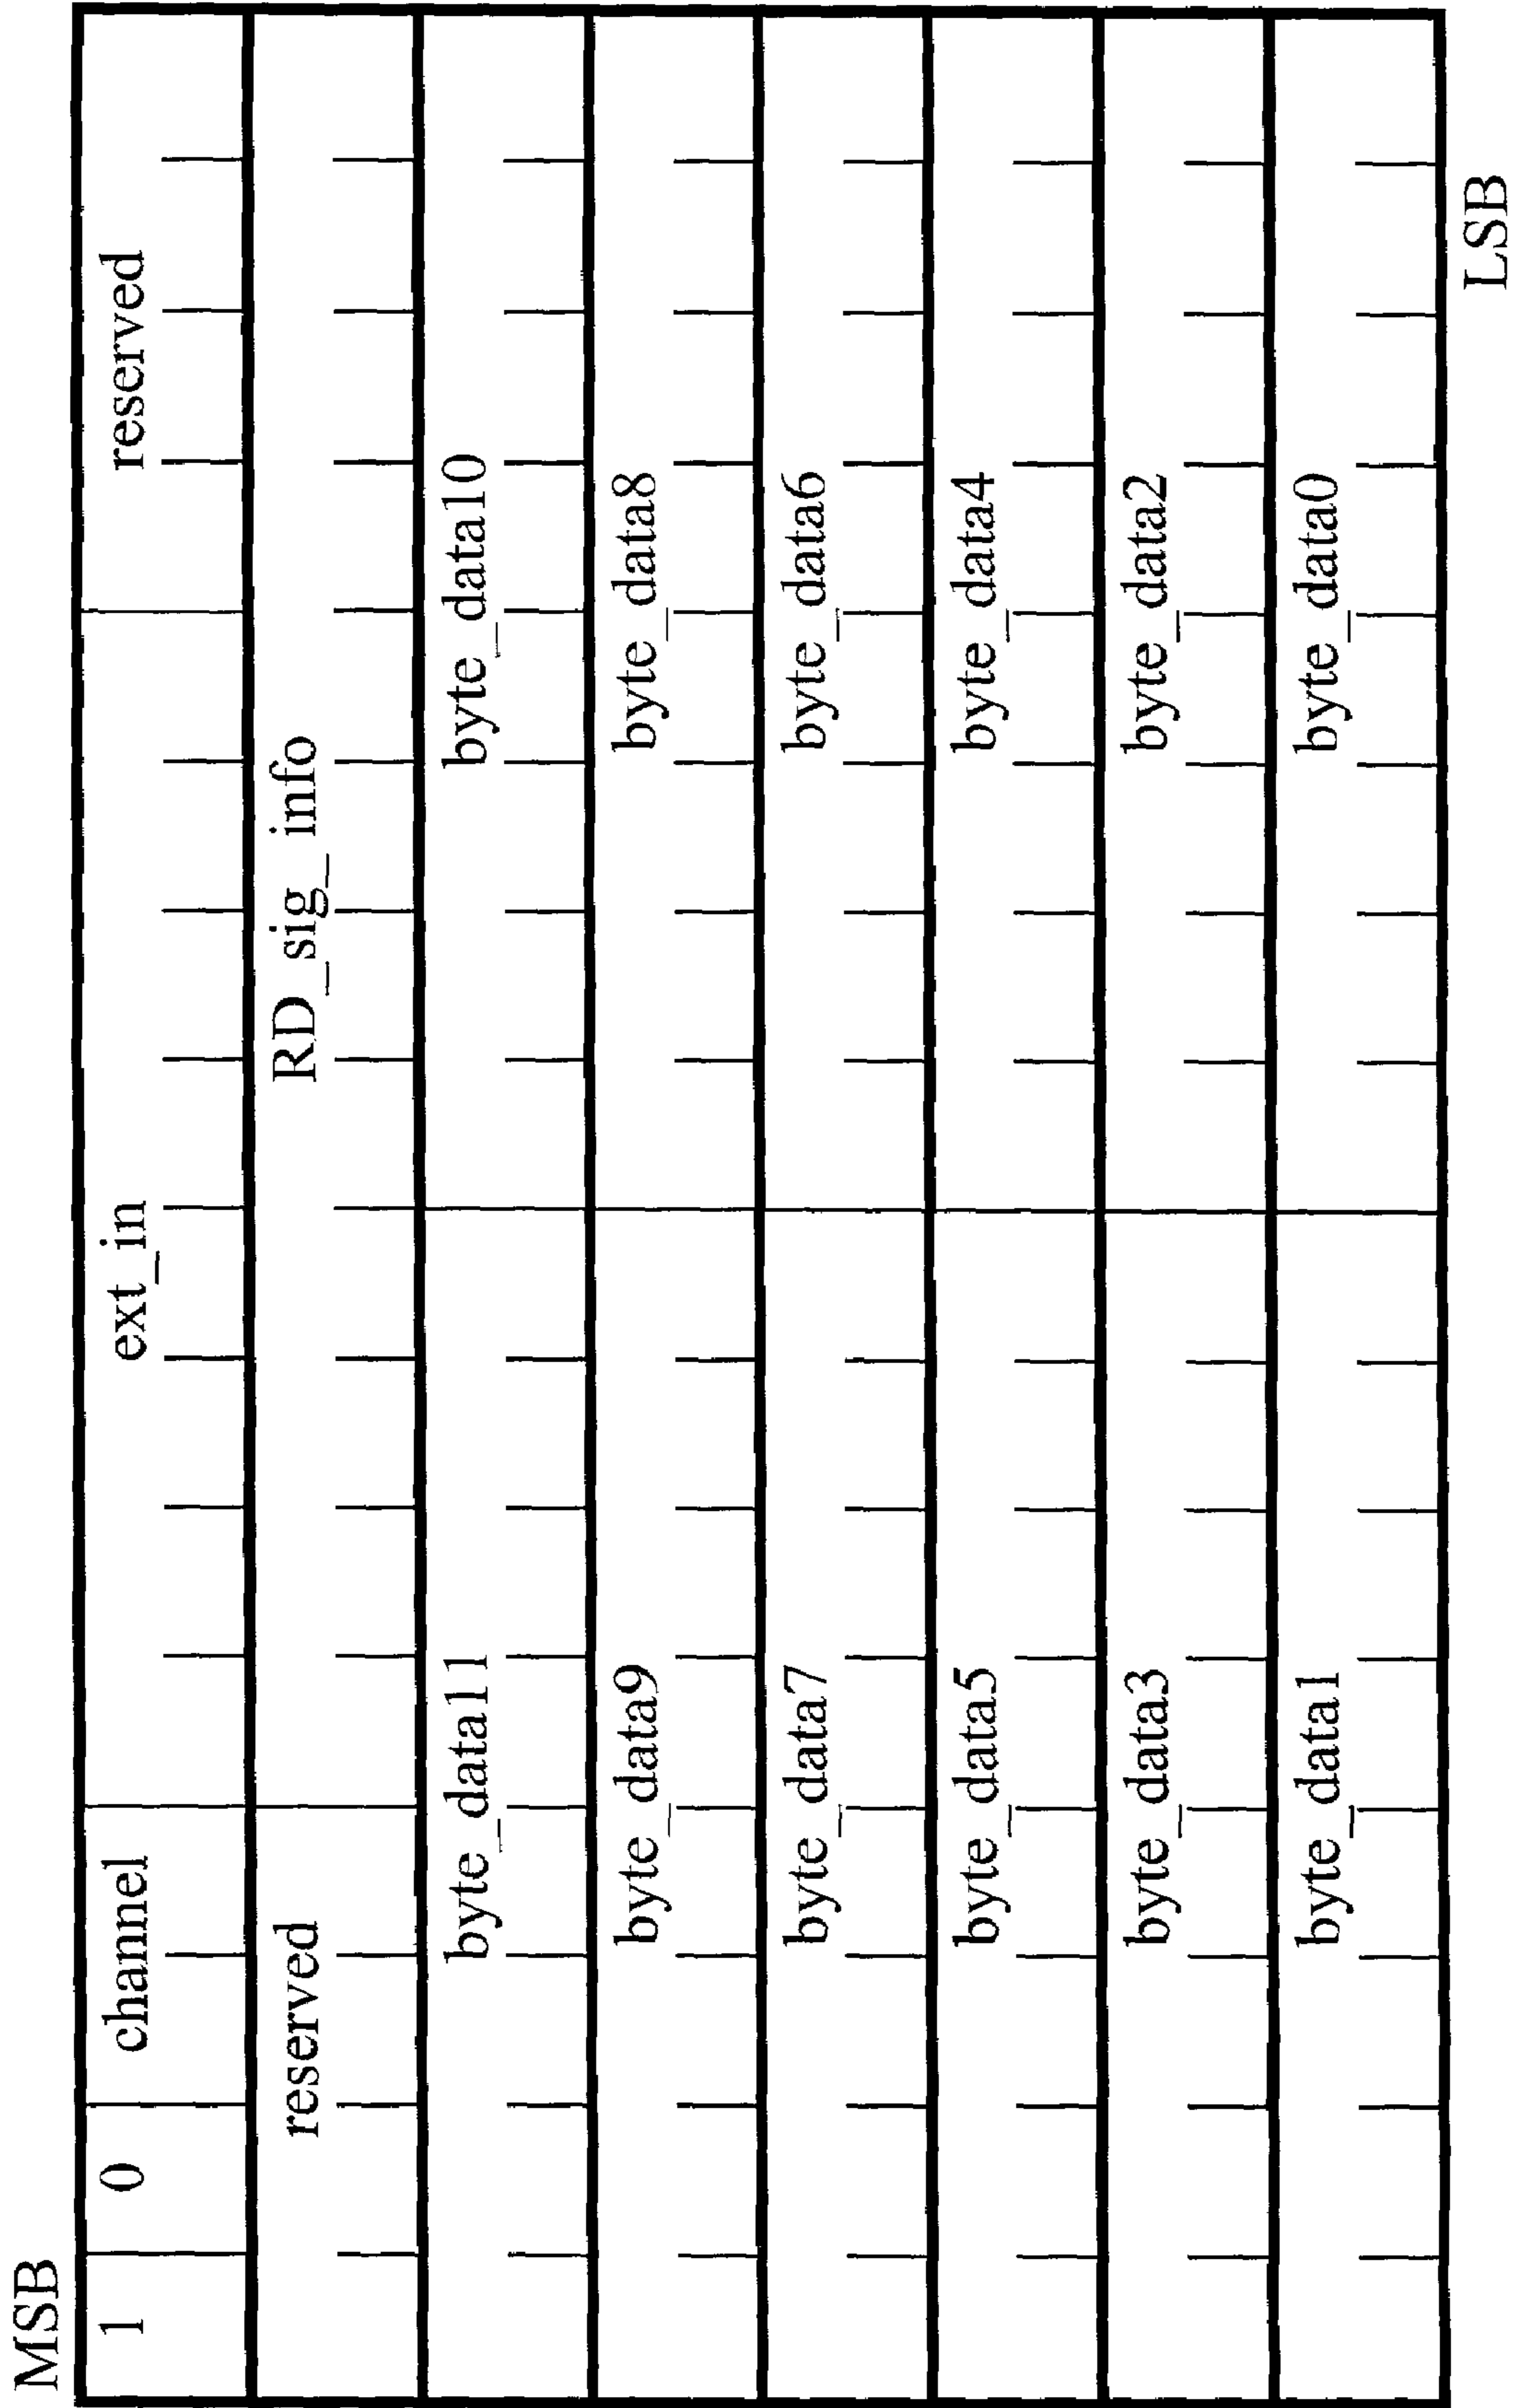 MSB
1 0 channel ext_in reserved
reserved RD_sig_info
byte_data11 byte_data10
byte_data9 byte_data8
byte_data7 byte_data6
byte_data5 byte_data4
byte_data3 byte_data2
byte_data1 byte_data0
LSB